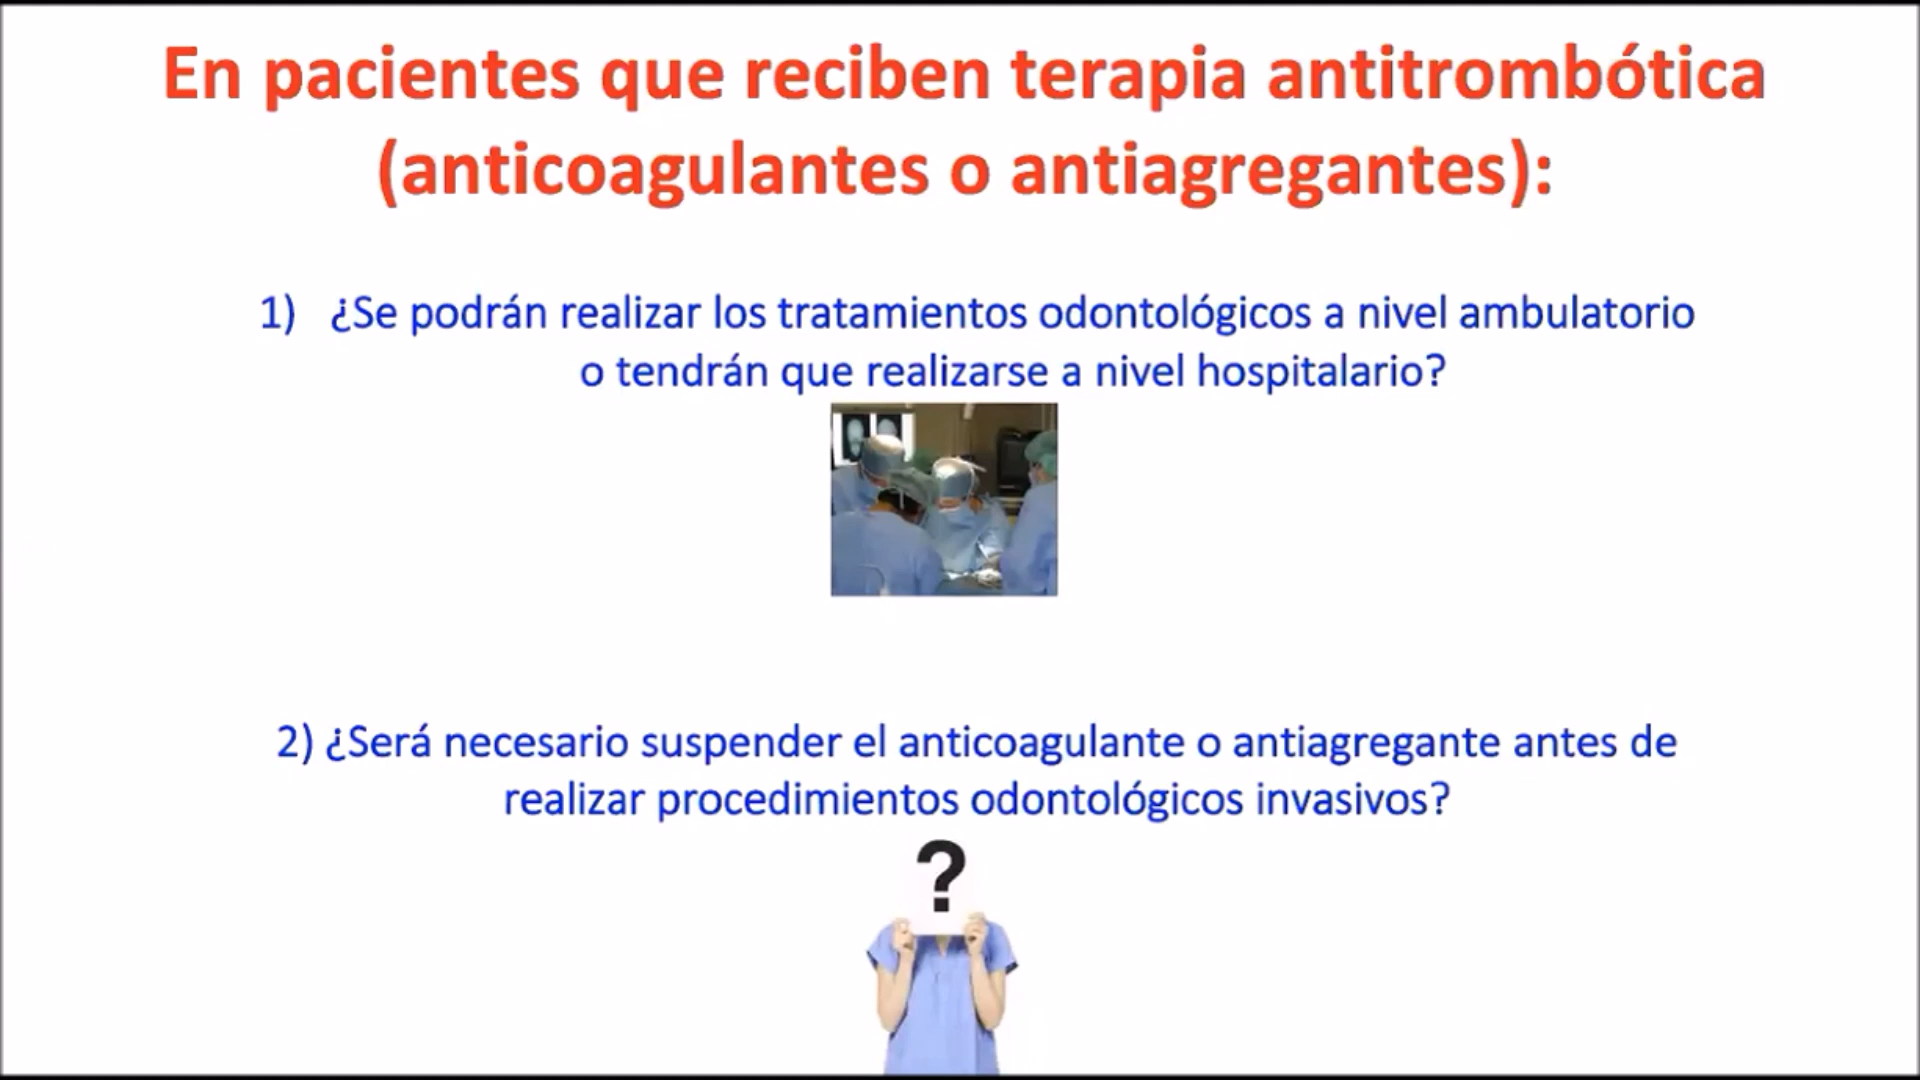 En pacientes que reciben terapia antitrombótica
(anticoagulantes o antiagregantes):
1) ¿Se podrán realizar los tratamientos odontológicos a nivel ambulatorio
o tendrán que realizarse a nivel hospitalario?
2) ¿Será necesario suspender el anticoagulante o antiagregante antes de
realizar procedimientos odontológicos invasivos?
?